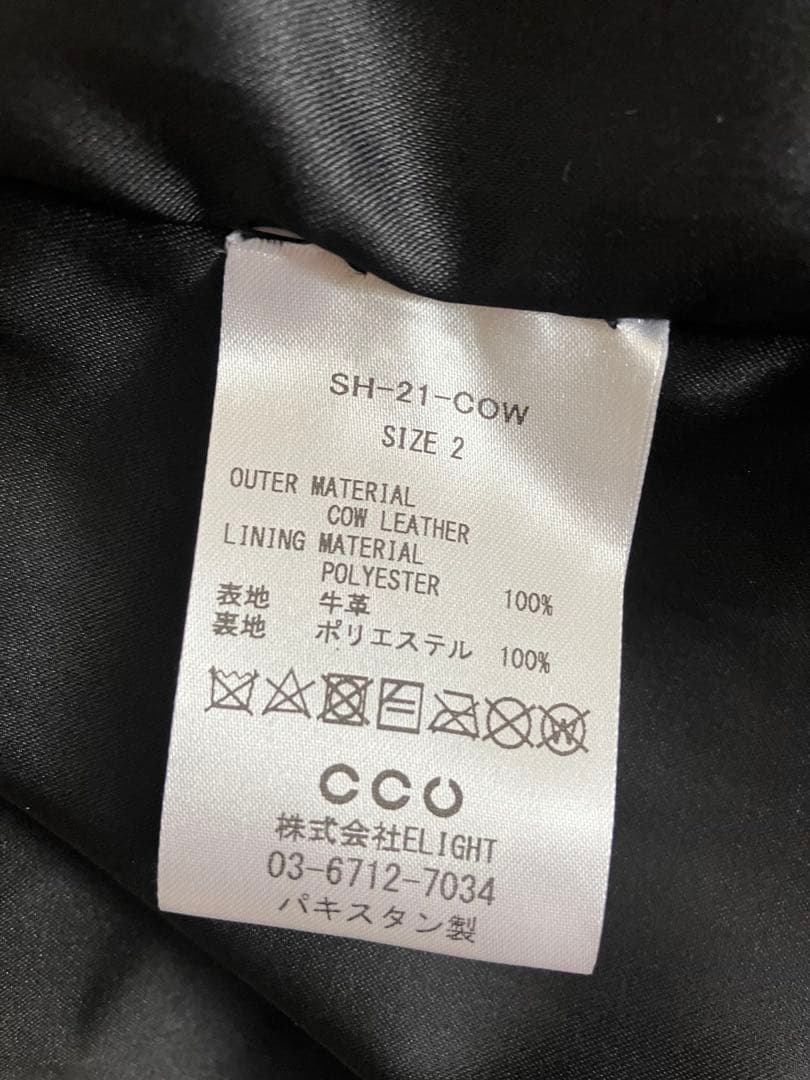 SH-21-COW
SIZE 2
OUTER MATERIAL
COW LEATHER
LINING MATERIAL
POLYESTER 100%
表地 牛革
裏地 ポリエステル 100%
W
CCU
株式会社ELIGHT
03-6712-7034
パキスタン製